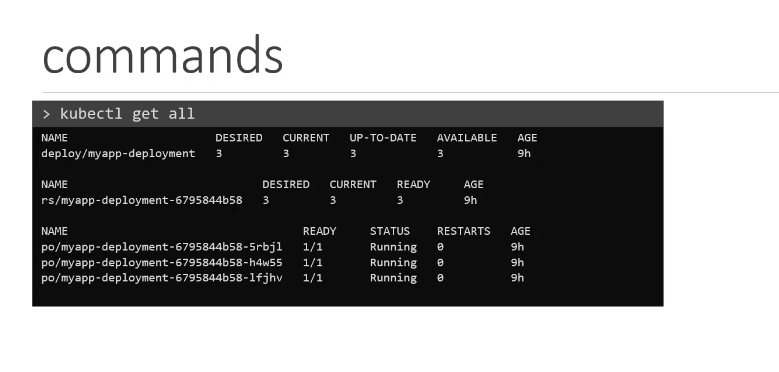 commands
> kubectl get all
NAME DESIRED CURRENT UP-TO-DATE AVAILABLE AGE
deploy/myapp-deployment 3 3 3 3 9h
NAME DESIRED CURRENT READY AGE
rs/myapp-deployment-6795844b58 3 3 3 9h
NAME READY STATUS RESTARTS AGE
po/myapp-deployment-6795844b58-5rbjl 1/1 Running 0 9h
po/myapp-deployment-6795844b58-h4w55 1/1 Running 0 9h
po/myapp-deployment-6795844b58-lfjhv 1/1 Running 0 9h